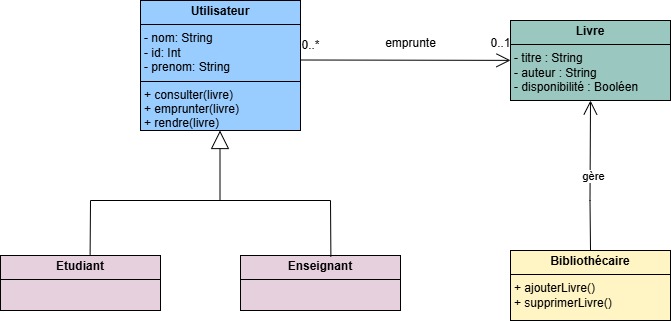 Utilisateur
- nom: String
- id: Int
- prenom: String
+ consulter(livre)
+ emprunter(livre)
+ rendre(livre)
0..*
emprunte
0..1
Livre
- titre : String
- auteur : String
- disponibilité : Booléen
gère
Etudiant
Enseignant
Bibliothécaire
+ ajouterLivre()
+ supprimerLivre()